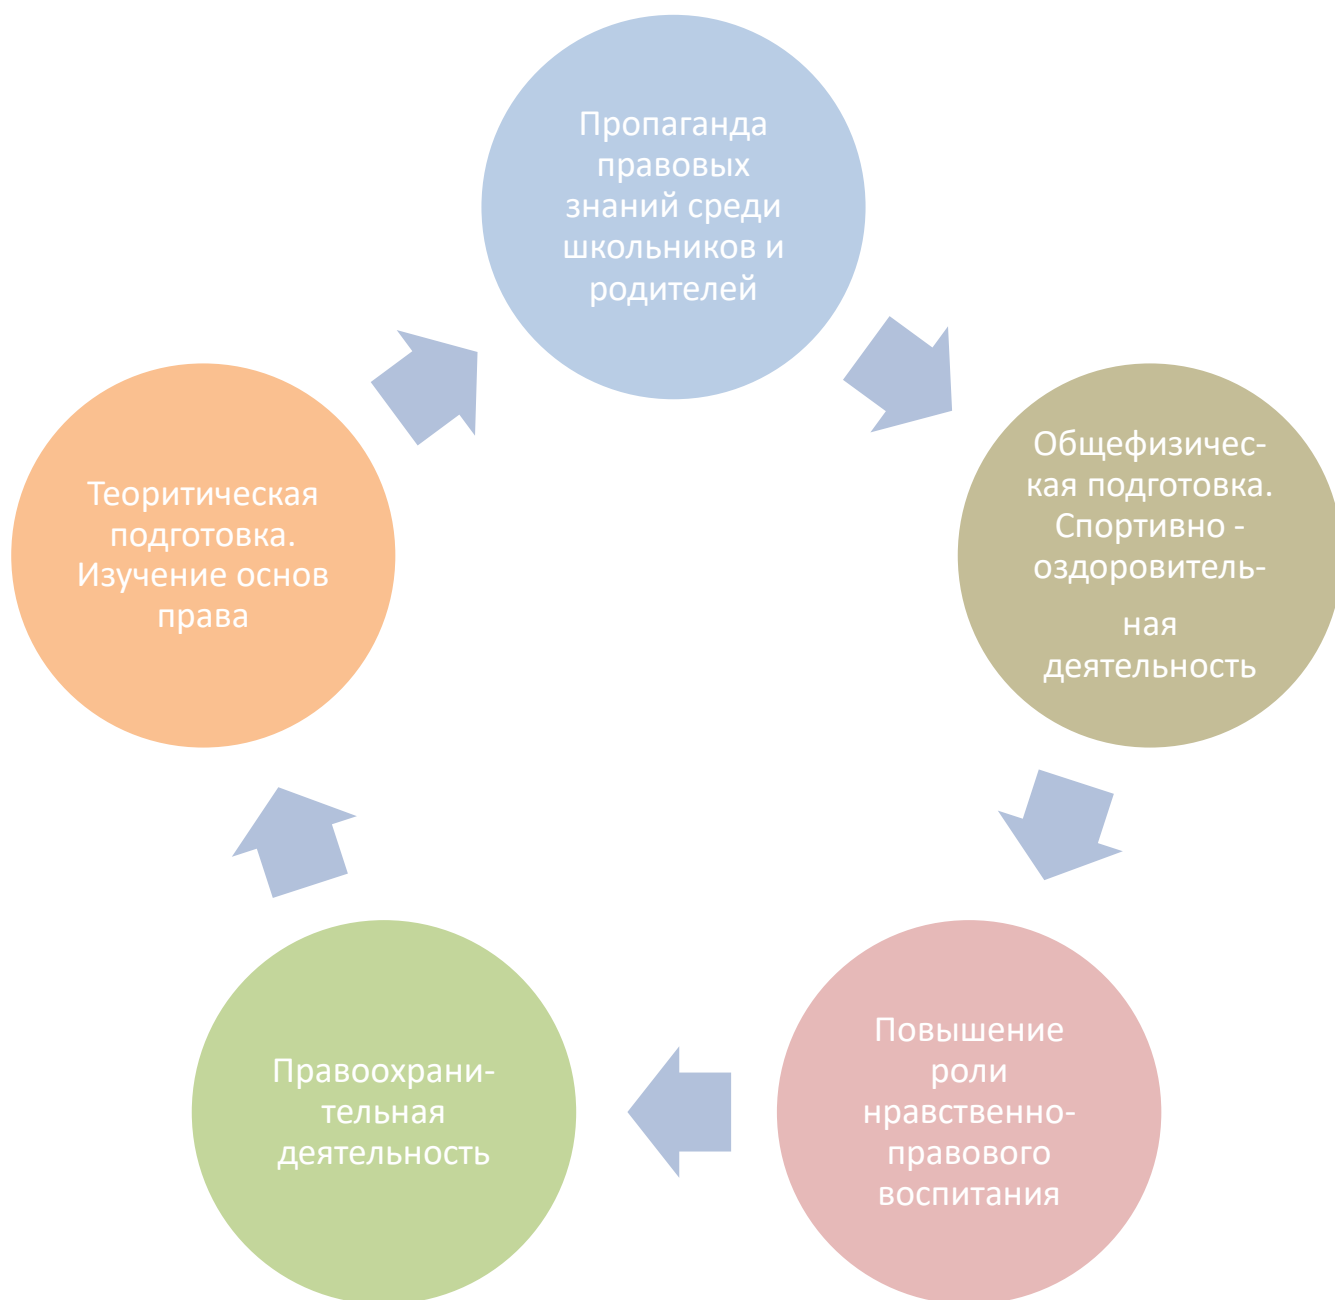 Пропаганда
правовых
знаний среди
школьников и
родителей
Общефизичес-
кая подготовка.
Спортивно -
оздоровитель-
ная
деятельность
Повышение
роли
нравственно-
правового
воспитания
Правоохрани-
тельная
деятельность
Теоритическая
подготовка.
Изучение основ
права